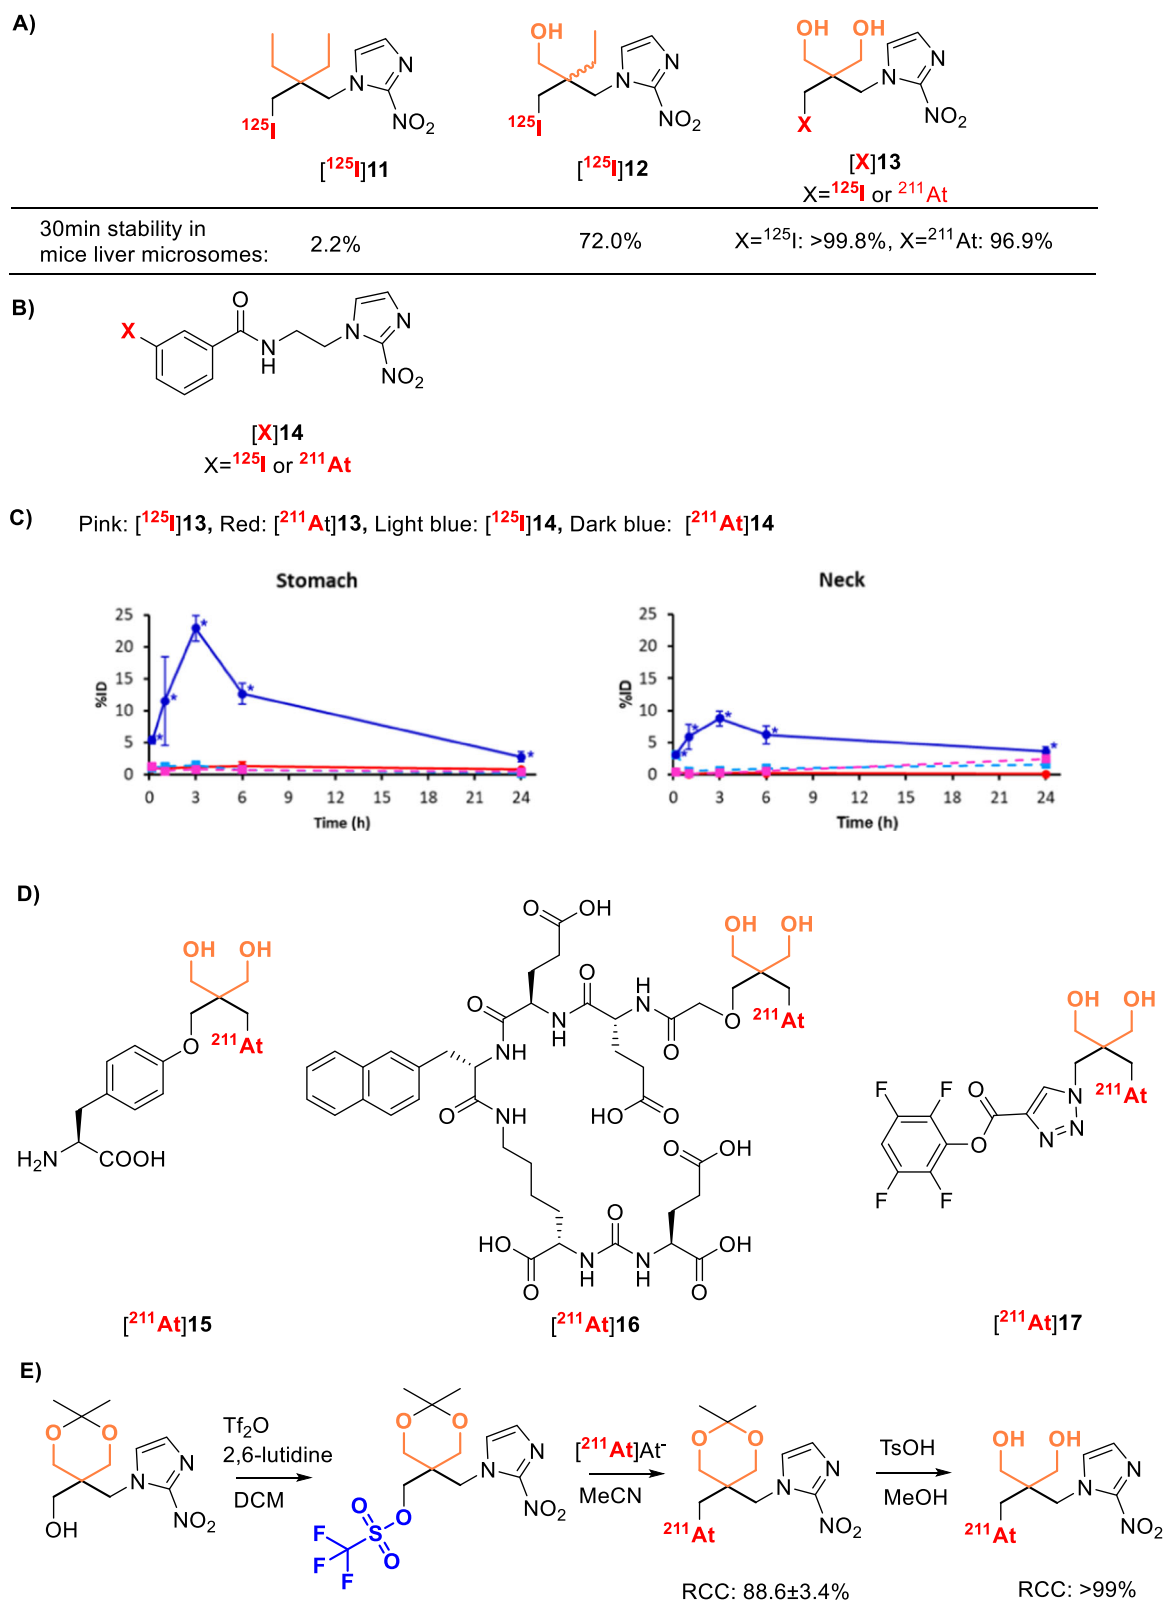 A)
OH
OH OH
N N
N N
N N
125I
NO2
125I
NO2
X
NO2
[125I]11
[125I]12
[X]13
X=125I or 211At
30min stability in
mice liver microsomes:
2.2%
72.0%
X=125I: >99.8%, X=211At: 96.9%
B)
O
X
N N
N
H
NO2
[X]14
X=125I or 211At
C)
Pink: [125I]13, Red: [211At]13, Light blue: [125I]14, Dark blue: [211At]14
Stomach
Neck
25
20
15
10
5
0
%ID
0 3 6 9 12 15 18 21 24
Time (h)
25
20
15
10
5
0
%ID
0 3 6 9 12 15 18 21 24
Time (h)
D)
OH OH
O
211At
H2N COOH
[211At]15
O OH
OH OH
O
O
H
N
N
H
O
O
211At
NH
O
NH
HO O
O OH
HO
O
O
N
H
N
H
OH
O
[211At]16
OH OH
211At
F F
O
O
N
N
N
F F
[211At]17
E)
O O
N N
OH
NO2
Tf2O
2,6-lutidine
DCM
O O
N N
NO2
O
O
S
O
F
F
F
[211At]At-
MeCN
O O
N N
211At
NO2
RCC: 88.6±3.4%
TsOH
MeOH
OH OH
N N
211At
NO2
RCC: >99%